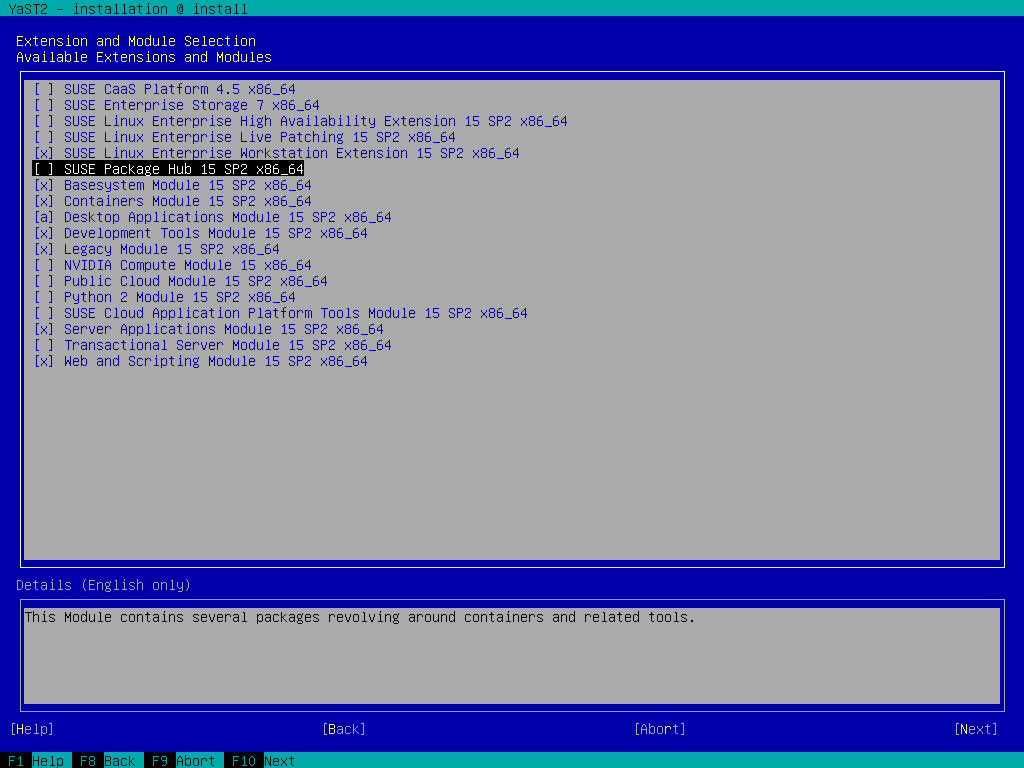 YaST2 - installation @ install
Extension and Module Selection
Available Extensions and Modules
[ ] SUSE CaaS Platform 4.5 x86_64
[ ] SUSE Enterprise Storage 7 x86_64
[ ] SUSE Linux Enterprise High Availability Extension 15 SP2 x86_64
[ ] SUSE Linux Enterprise Live Patching 15 SP2 x86_64
[x] SUSE Linux Enterprise Workstation Extension 15 SP2 x86_64
[ ] SUSE Package Hub 15 SP2 x86_64
[x] Basesystem Module 15 SP2 x86_64
[x] Containers Module 15 SP2 x86_64
[a] Desktop Applications Module 15 SP2 x86_64
[x] Development Tools Module 15 SP2 x86_64
[x] Legacy Module 15 SP2 x86_64
[ ] NVIDIA Compute Module 15 x86_64
[ ] Public Cloud Module 15 SP2 x86_64
[ ] Python 2 Module 15 SP2 x86_64
[ ] SUSE Cloud Application Platform Tools Module 15 SP2 x86_64
[x] Server Applications Module 15 SP2 x86_64
[ ] Transactional Server Module 15 SP2 x86_64
[x] Web and Scripting Module 15 SP2 x86_64
Details (English only)
This Module contains several packages revolving around containers and related tools.
[Help] [Back] [Abort] [Next]
F1 Help F8 Back F9 Abort F10 Next